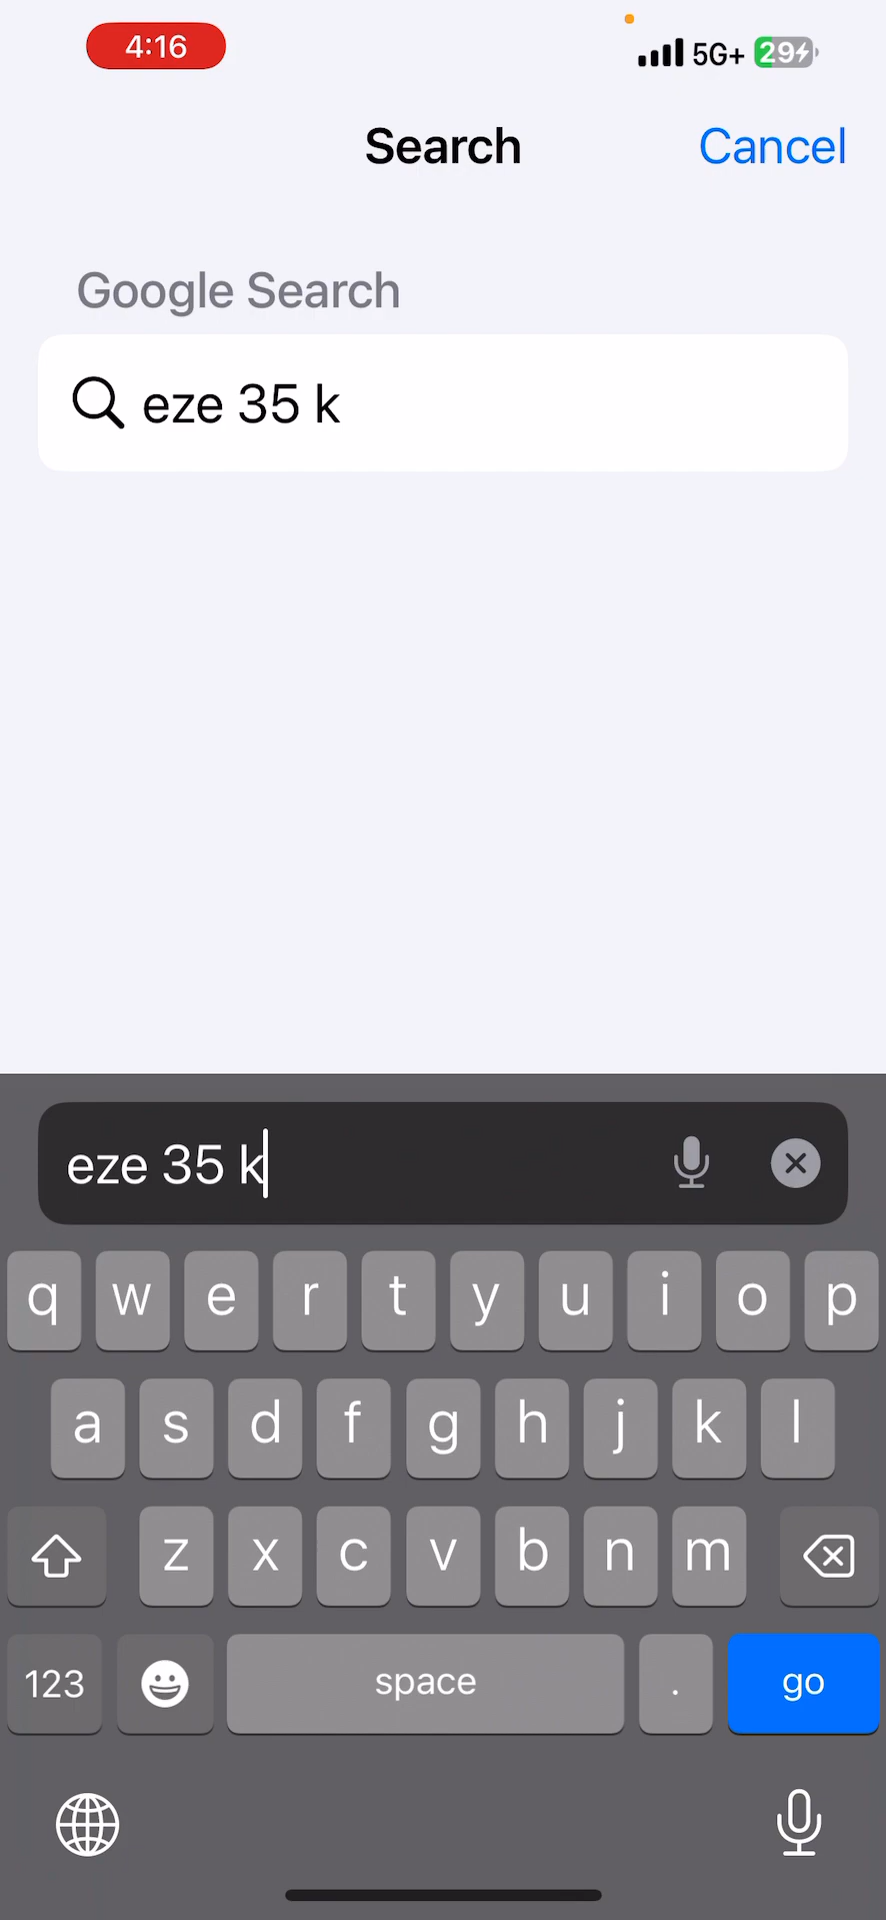 4:16
5G+ 29
Search
Cancel
Google Search
eze 35 k
eze 35 k
q w e r t y u i o p
a s d f g h j k l
z x c v b n m
123 space . go